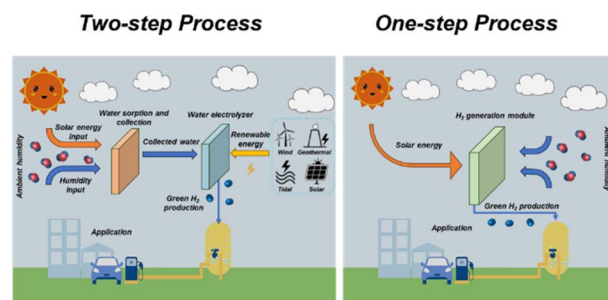 Two-step Process
One-step Process
Water sorption and
collection
Water electrolyzer
Solar energy
input
Collected water
Renewable
energy
Wind
Geothermal
Tidal
Solar
Ambient humidity
Humidity
input
Green H₂
production
Application
H₂ generation module
Solar energy
Ambient humidity
Green H₂ production
Application